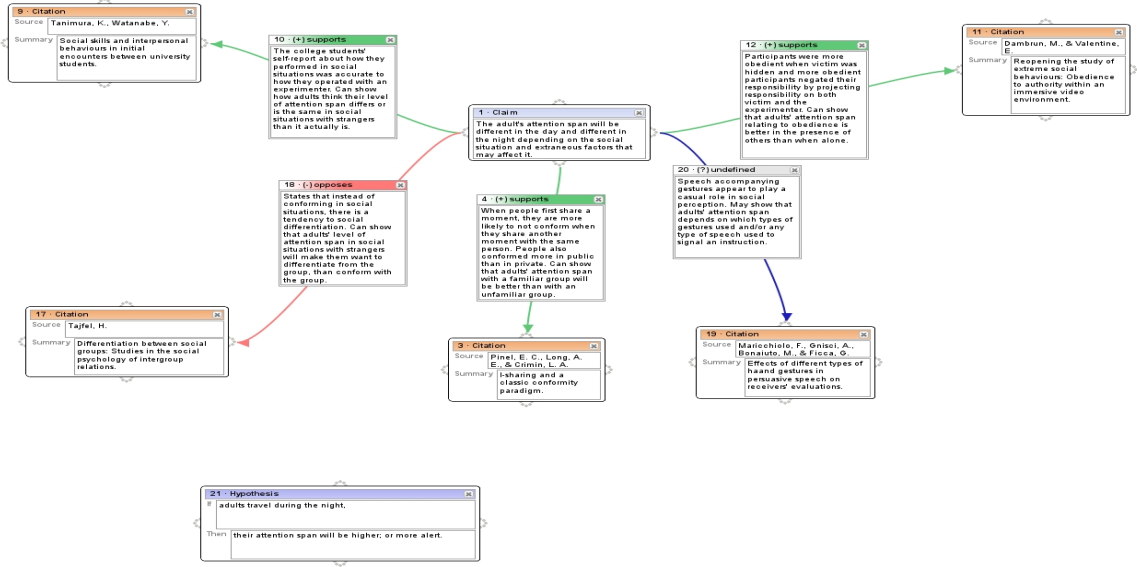 9 · Citation
Source Tanimura, K., Watanabe, Y.
Summary Social skills and interpersonal
behaviours in initial
encounters between university
students.
10 · (+) supports
The college students'
self-report about how they
performed in social
situations was accurate to
how they operated with an
experimenter. Can show
how adults think their level
of attention span differs or
is the same in social
situations with strangers
than it actually is.
12 · (+) supports
Participants were more
obedient when victim was
hidden and more obedient
participants negated their
responsibility by projecting
responsibility on both
victim and the
experimenter. Can show
that adults' attention span
relating to obedience is
better in the presence of
others than when alone.
11 · Citation
Source Dambrun, M., & Valentine,
E.
Summary Reopening the study of
extreme social
behaviours: Obedience
to authority within an
immersive video
environment.
1 · Claim
The adult's attention span will be
different in the day and different in
the night depending on the social
situation and extraneous factors that
may affect it.
18 · (-) opposes
States that instead of
conforming in social
situations, there is a
tendency to social
differentiation. Can show
that adults' level of
attention span in social
situations with strangers
will make them want to
differentiate from the
group, than conform with
the group.
4 · (+) supports
When people first share a
moment, they are more
likely to not conform when
they share another
moment with the same
person. People also
conformed more in public
than in private. Can show
that adults' attention span
with a familiar group will
be better than with an
unfamiliar group.
20 · (?) undefined
Speech accompanying
gestures appear to play a
casual role in social
perception. May show that
adults' attention span
depends on which types of
gestures used and/or any
type of speech used to
signal an instruction.
17 · Citation
Source Tajfel, H.
Summary Differentiation between social
groups: Studies in the social
psychology of intergroup
relations.
3 · Citation
Source Pinel, E. C., Long, A.
E., & Crimin, L. A.
Summary I-sharing and a
classic conformity
paradigm.
19 · Citation
Source Maricchiolo, F., Gnisci, A.,
Bonaiuto, M., & Ficca, G.
Summary Effects of different types of
haand gestures in
persuasive speech on
receivers' evaluations.
21 · Hypothesis
If adults travel during the night,
Then their attention span will be higher; or more alert.